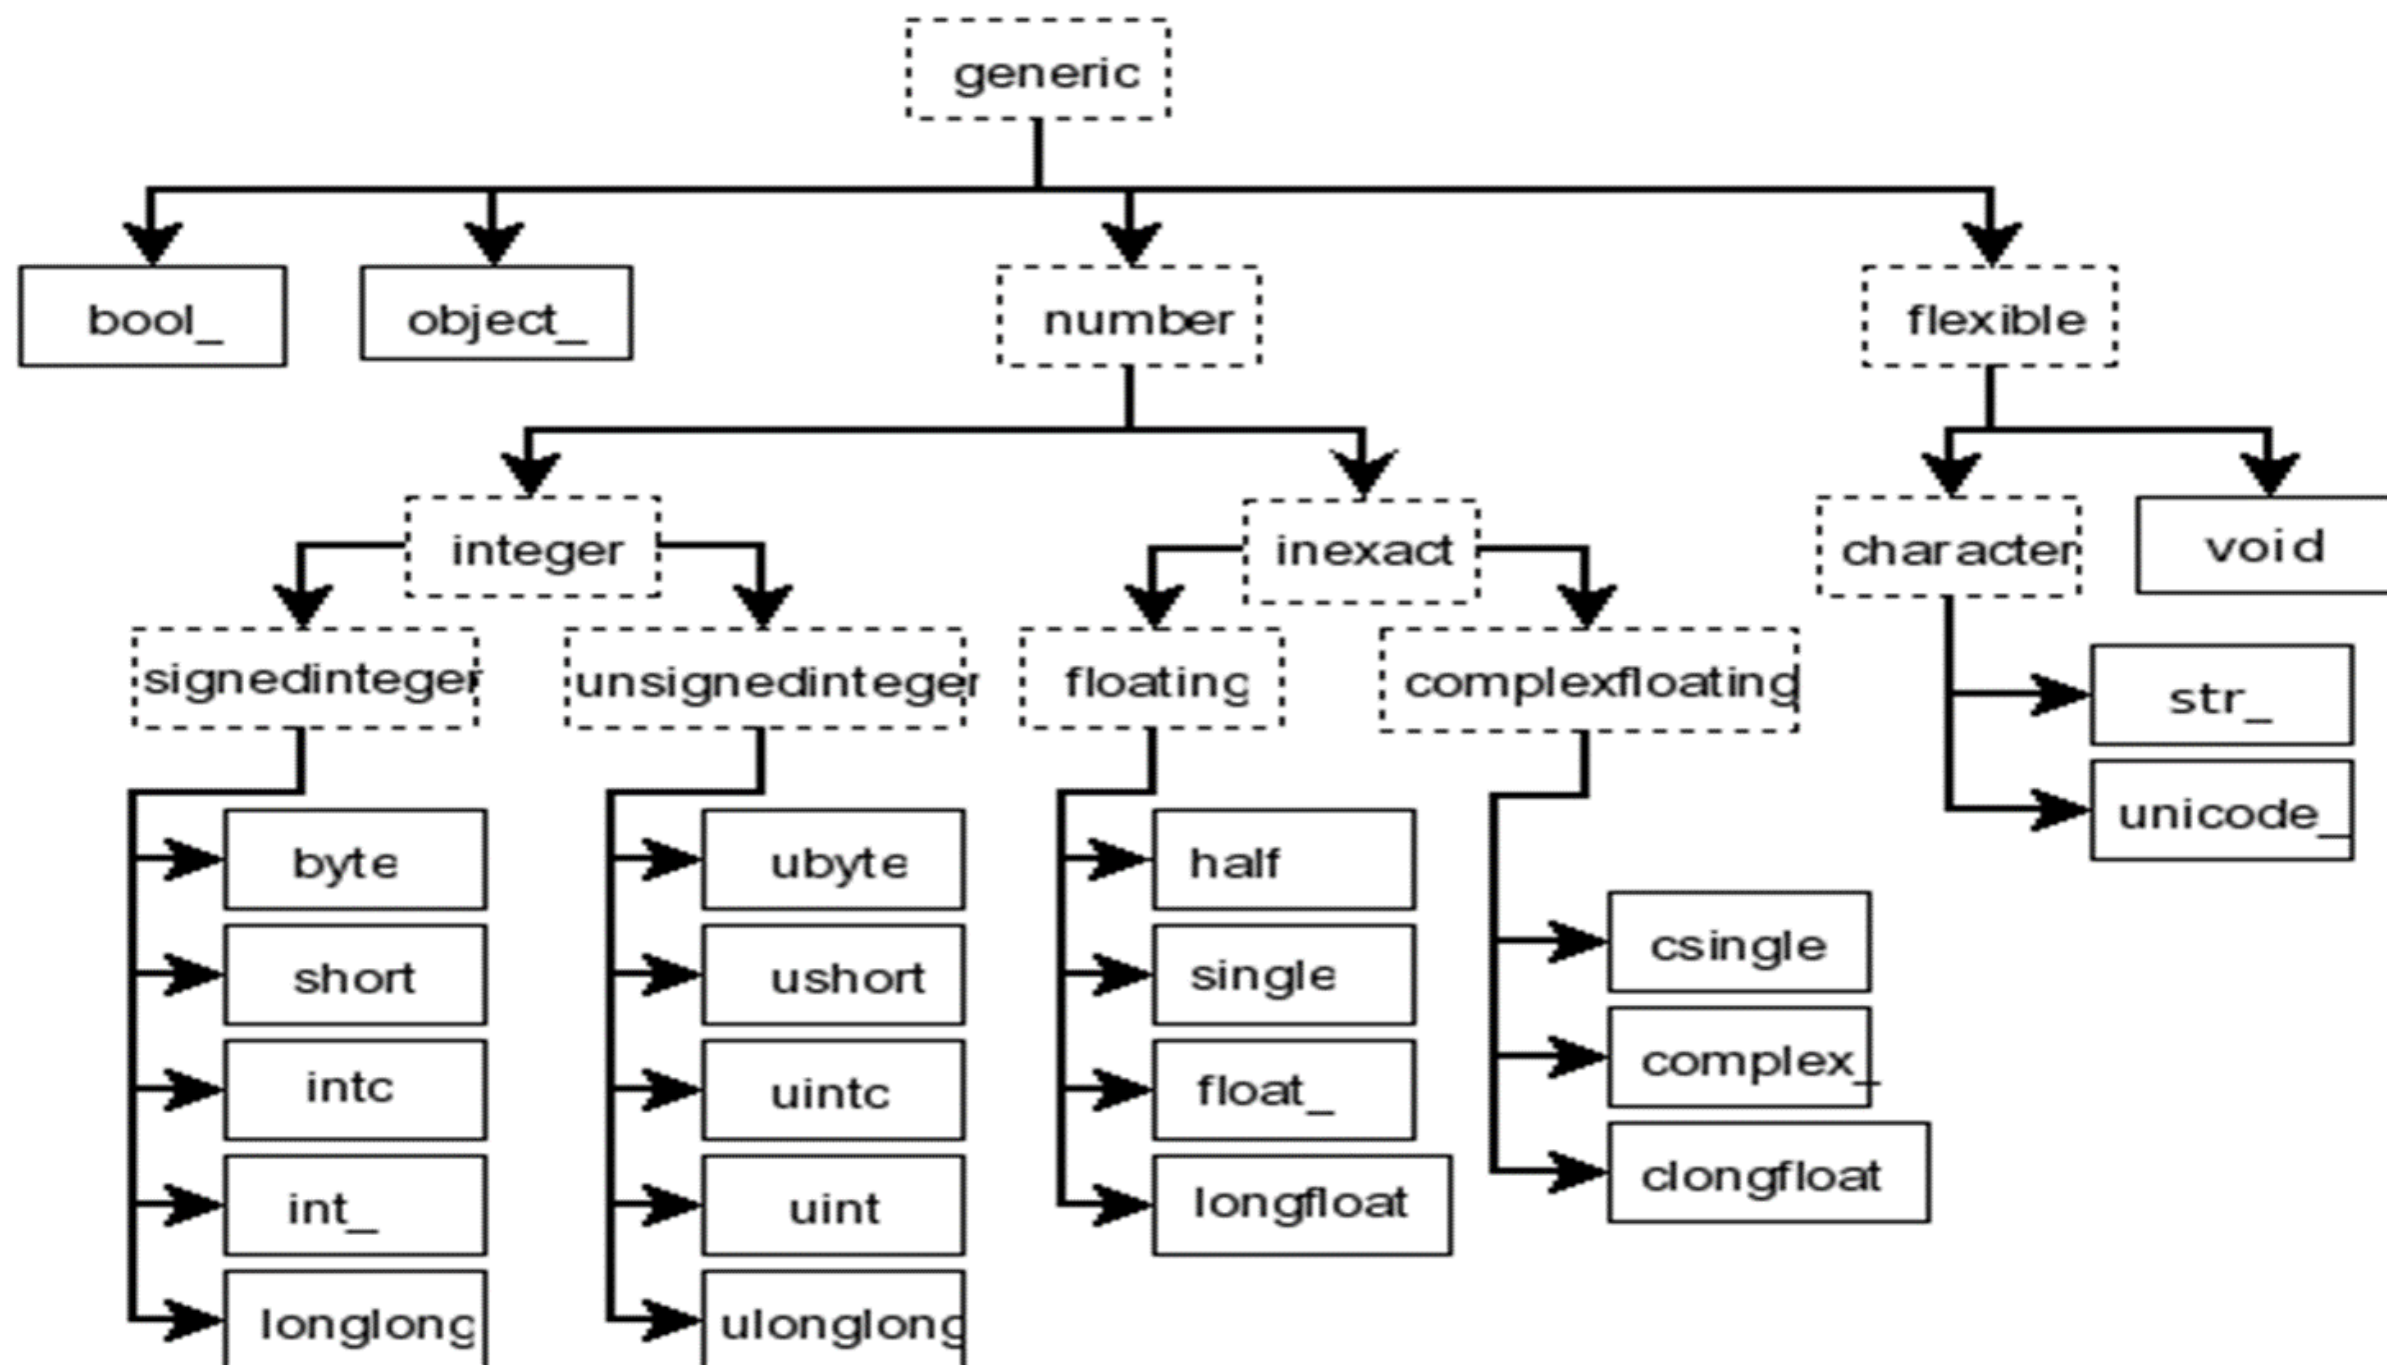 generic
bool_
object_
number
flexible
integer
inexact
character
void
signedinteger
unsignedinteger
floating
complexfloating
str_
unicode_
byte
ubyte
half
csingle
short
ushort
single
complex_
intc
uintc
float_
clongfloat
int_
uint
longfloat
longlong
ulonglong